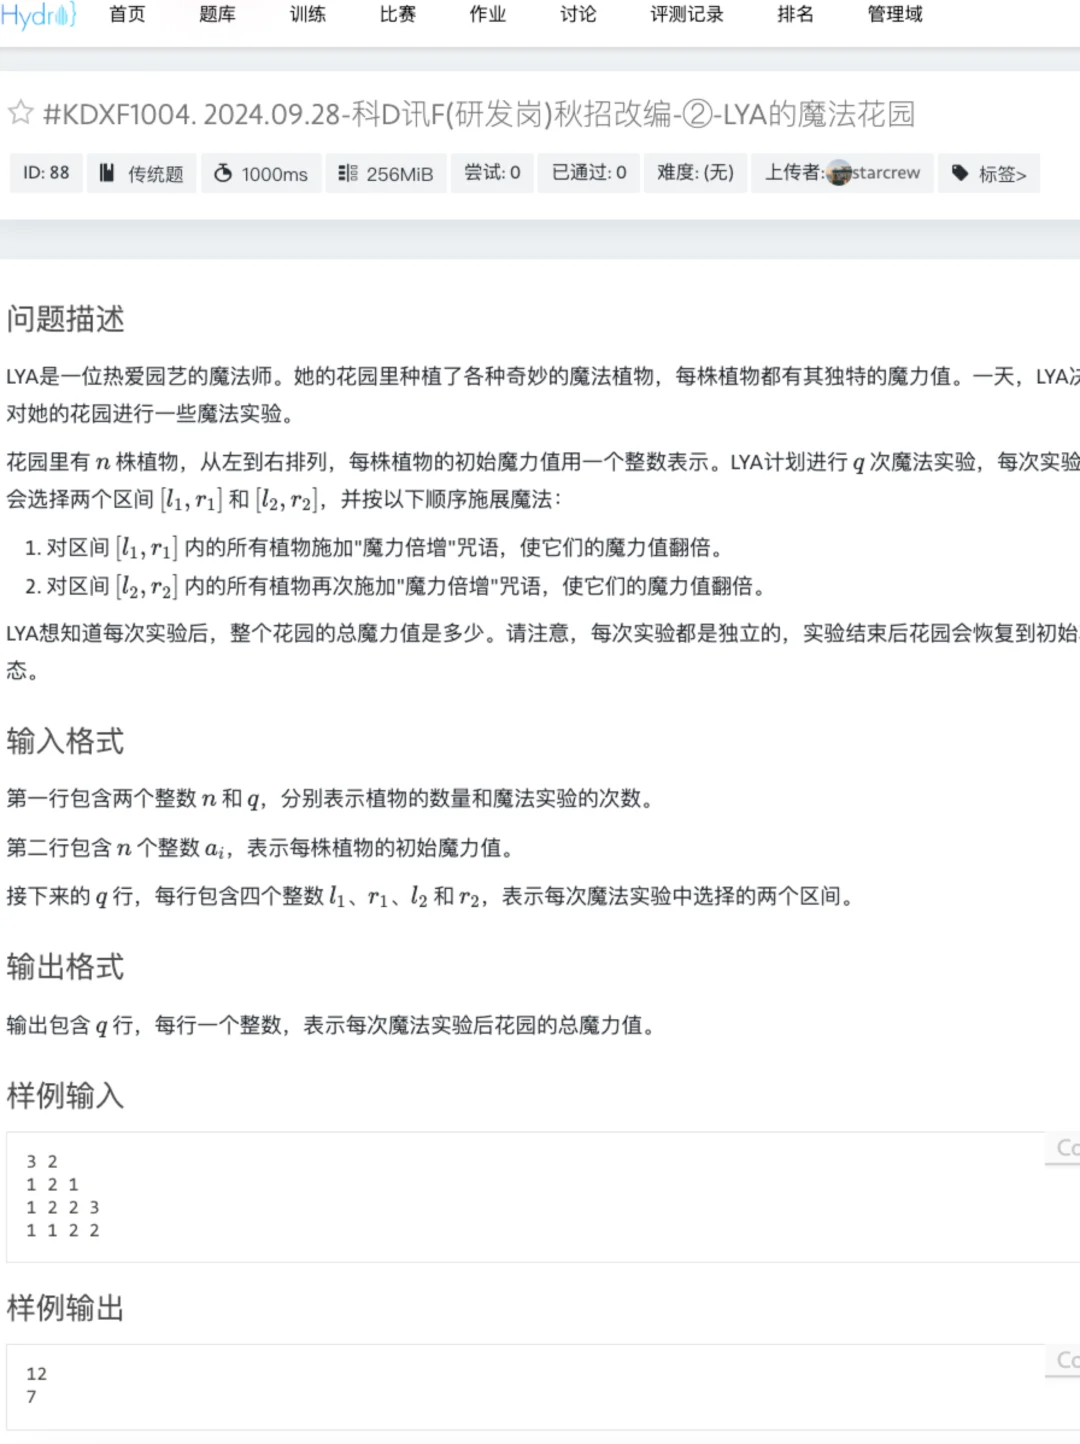 Hydro
首页 题库 训练 比赛 作业 讨论 评测记录 排名 管理域
#KDXF1004. 2024.09.28-科D讯F(研发岗)秋招改编-②-LYA的魔法花园
ID: 88 传统题 1000ms 256MiB 尝试: 0 已通过: 0 难度: (无) 上传者: starcrew 标签>
问题描述
LYA是一位热爱园艺的魔法师。她的花园里种植了各种奇妙的魔法植物，每株植物都有其独特的魔力值。一天，LYA决
对她的花园进行一些魔法实验。
花园里有 n 株植物，从左到右排列，每株植物的初始魔力值用一个整数表示。LYA计划进行 q 次魔法实验，每次实验
会选择两个区间 [l₁, r₁] 和 [l₂, r₂]，并按以下顺序施展魔法：
1. 对区间 [l₁, r₁] 内的所有植物施加"魔力倍增"咒语，使它们的魔力值翻倍。
2. 对区间 [l₂, r₂] 内的所有植物再次施加"魔力倍增"咒语，使它们的魔力值翻倍。
LYA想知道每次实验后，整个花园的总魔力值是多少。请注意，每次实验都是独立的，实验结束后花园会恢复到初始
态。
输入格式
第一行包含两个整数 n 和 q，分别表示植物的数量和魔法实验的次数。
第二行包含 n 个整数 aᵢ，表示每株植物的初始魔力值。
接下来的 q 行，每行包含四个整数 l₁、r₁、l₂ 和 r₂，表示每次魔法实验中选择的两个区间。
输出格式
输出包含 q 行，每行一个整数，表示每次魔法实验后花园的总魔力值。
样例输入
Co
3 2
1 2 1
1 2 2 3
1 1 2 2
样例输出
Co
12
7